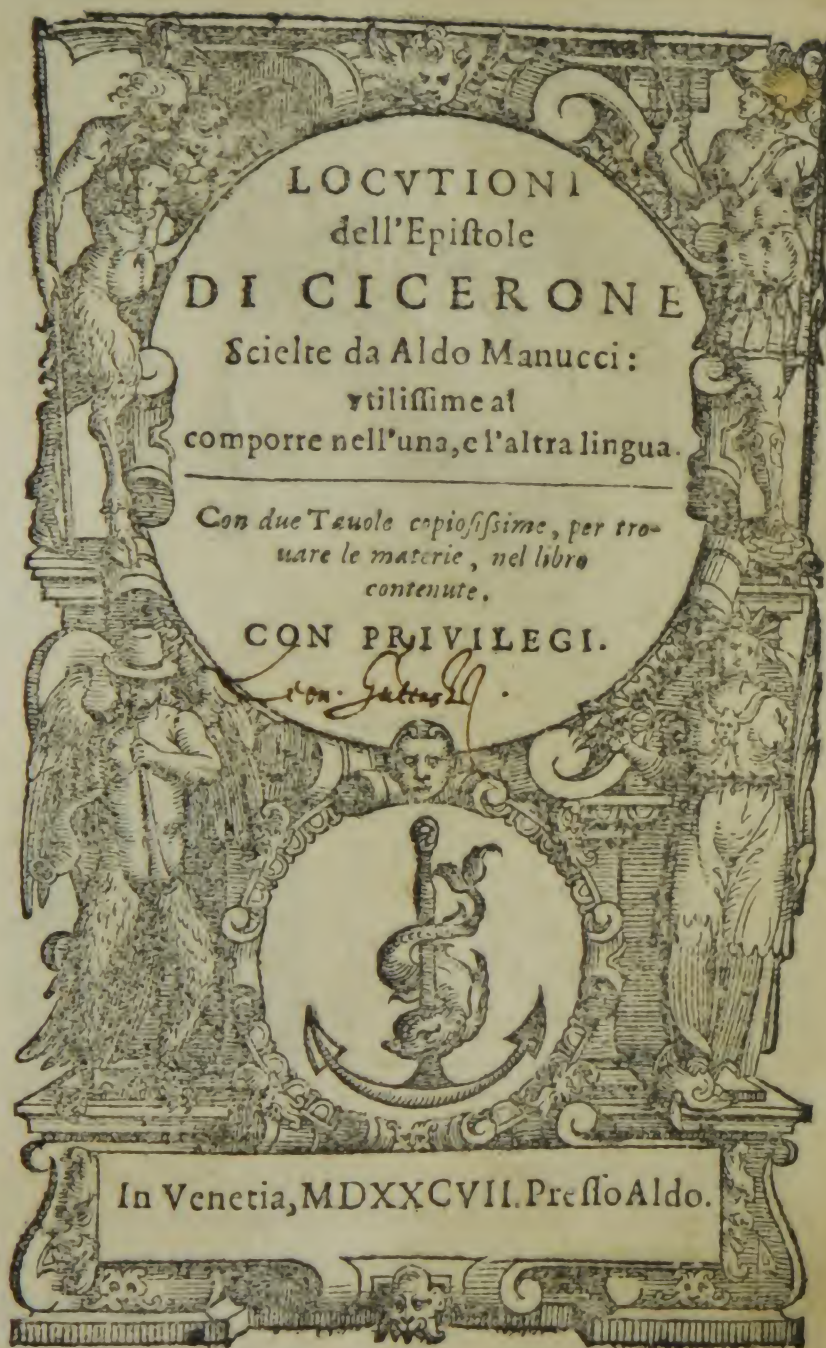 LOCVTIONI
dell'Epiſtole
DI CICERONE
Scielte da Aldo Manucci:
vtiliſſime al
comporre nell'una, e l'altra lingua.
Con due Tauole copioſiſsime, per tro-
uare le materie, nel libro
contenute.
CON PRIVILEGI.
In Venetia, MDXXCVII. Preſſo Aldo.